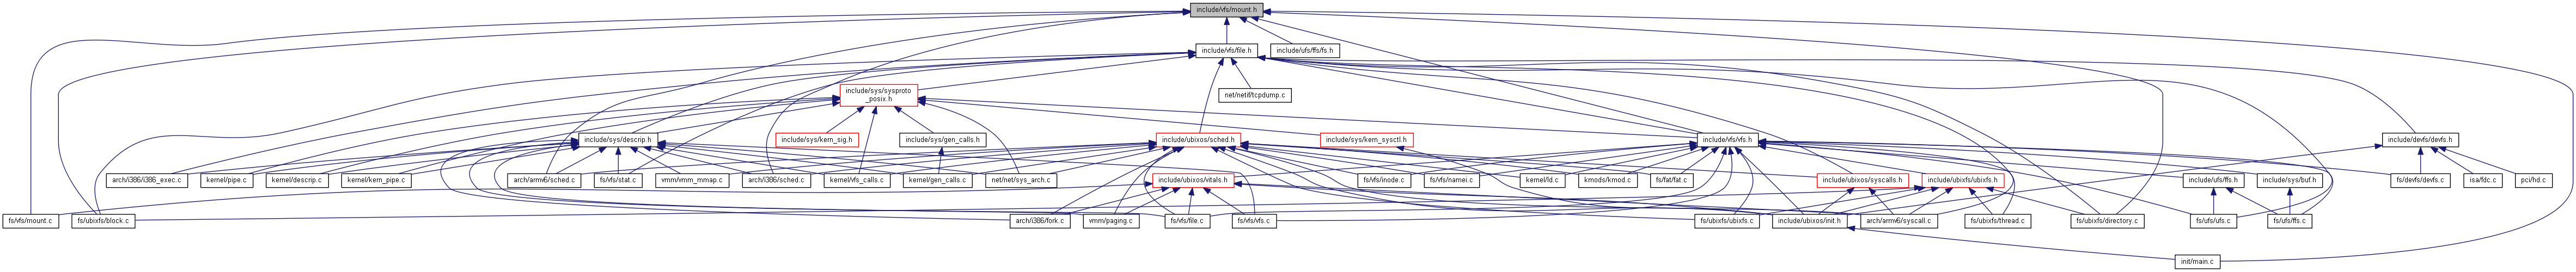 include/vfs/mount.h
include/vfs/file.h
include/ufs/ffs/fs.h
include/sys/sysproto
_posix.h
net/netif/tcpdump.c
include/sys/descrip.h
include/sys/kern_sig.h
include/sys/gen_calls.h
include/ubixos/sched.h
include/sys/kern_sysctl.h
include/vfs/vfs.h
include/devfs/devfs.h
arch/i386/i386_exec.c
kernel/pipe.c
kernel/descrip.c
kernel/kern_pipe.c
arch/armv6/sched.c
fs/vfs/stat.c
vmm/vmm_mmap.c
arch/i386/sched.c
kernel/vfs_calls.c
kernel/gen_calls.c
net/net/sys_arch.c
include/ubixos/vitals.h
fs/vfs/inode.c
fs/vfs/namei.c
kernel/ld.c
kmods/kmod.c
fs/fat/fat.c
include/ubixos/syscalls.h
include/ubixfs/ubixfs.h
include/ufs/ffs.h
include/sys/buf.h
fs/devfs/devfs.c
isa/fdc.c
pci/hd.c
fs/vfs/mount.c
fs/ubixfs/block.c
arch/i386/fork.c
vmm/paging.c
fs/vfs/file.c
fs/vfs/vfs.c
fs/ubixfs/ubixfs.c
include/ubixos/init.h
arch/armv6/syscall.c
fs/ubixfs/thread.c
fs/ubixfs/directory.c
fs/ufs/ufs.c
fs/ufs/ffs.c
init/main.c